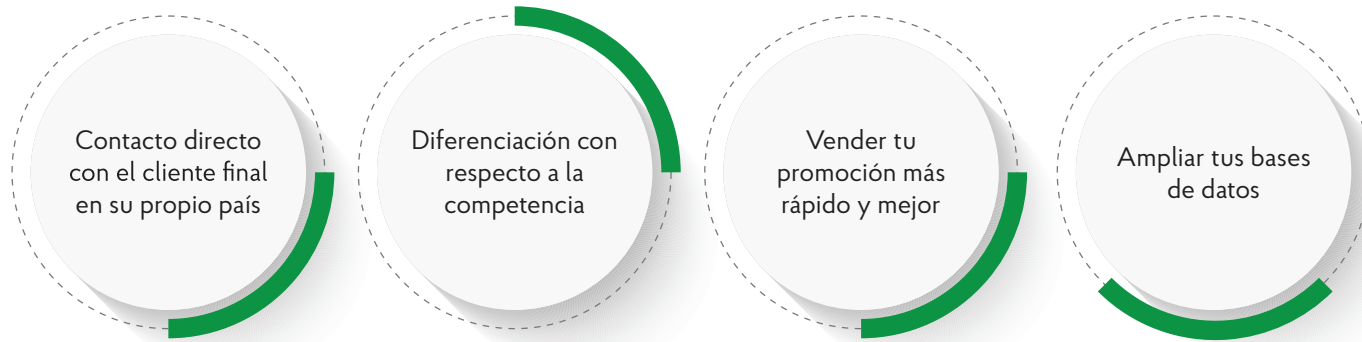 Contacto directo
con el cliente final
en su propio país
Diferenciación con
respecto a la
competencia
Vender tu
promoción más
rápido y mejor
Ampliar tus bases
de datos